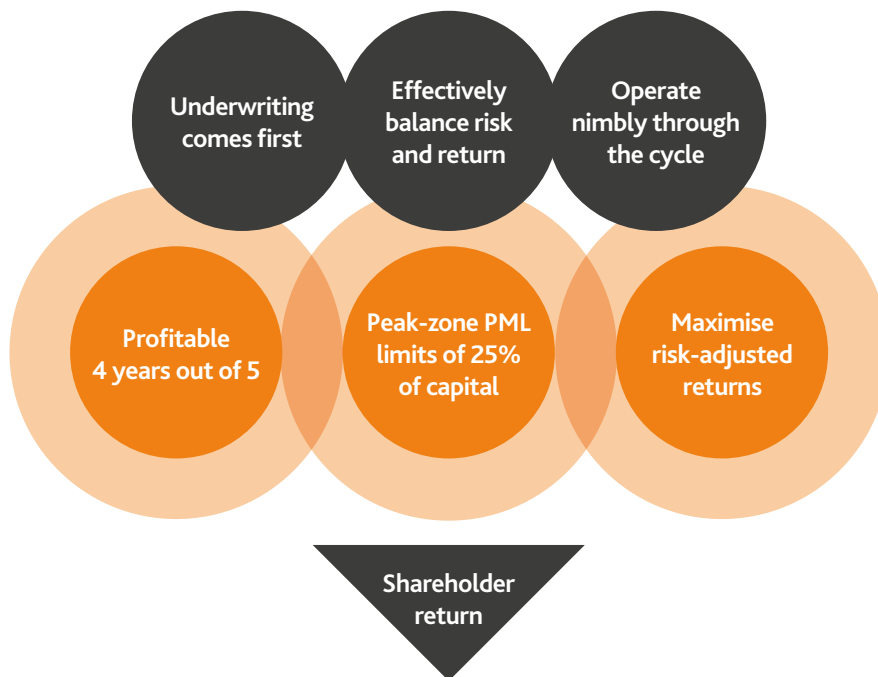 Underwriting
comes first
Effectively
balance risk
and return
Operate
nimbly through
the cycle
Profitable
4 years out of 5
Peak-zone PML
limits of 25%
of capital
Maximise
risk-adjusted
returns
Shareholder
return